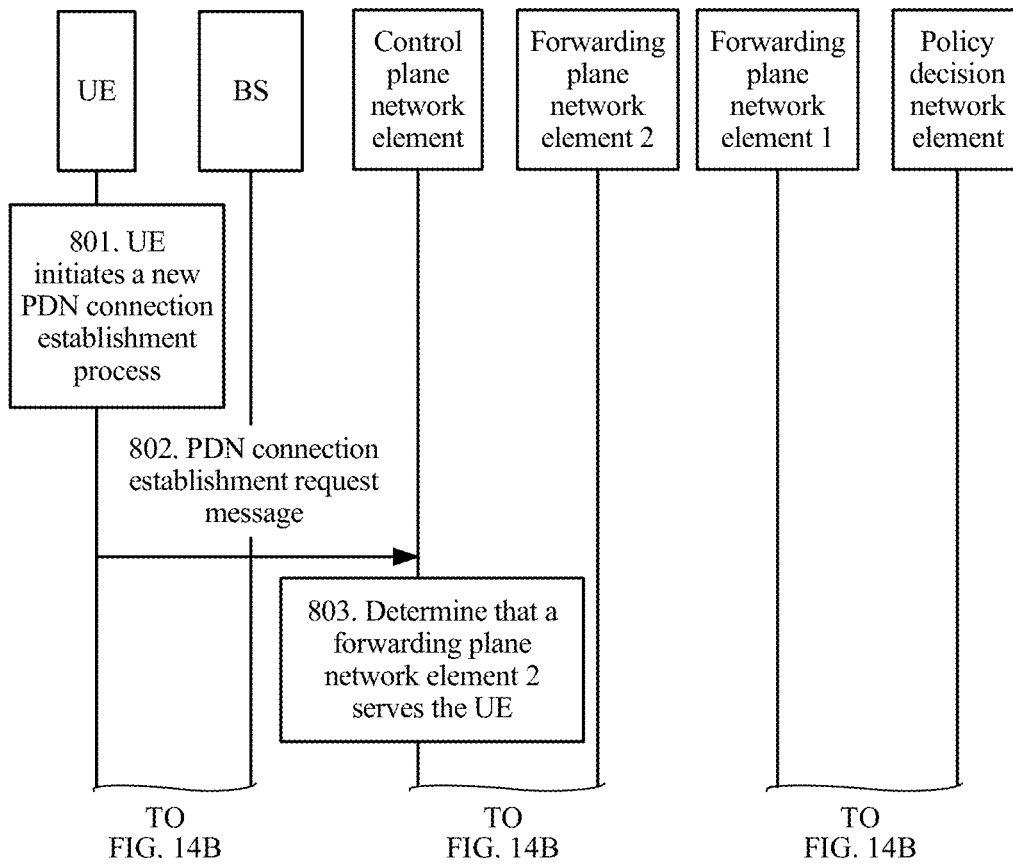 UE
BS
Control
plane
network
element
Forwarding
plane
network
element 2
Forwarding
plane
network
element 1
Policy
decision
network
element
801. UE
initiates a new
PDN connection
establishment
process
802. PDN connection
establishment request
message
803. Determine that a
forwarding plane
network element 2
serves the UE
TO
FIG. 14B
TO
FIG. 14B
TO
FIG. 14B